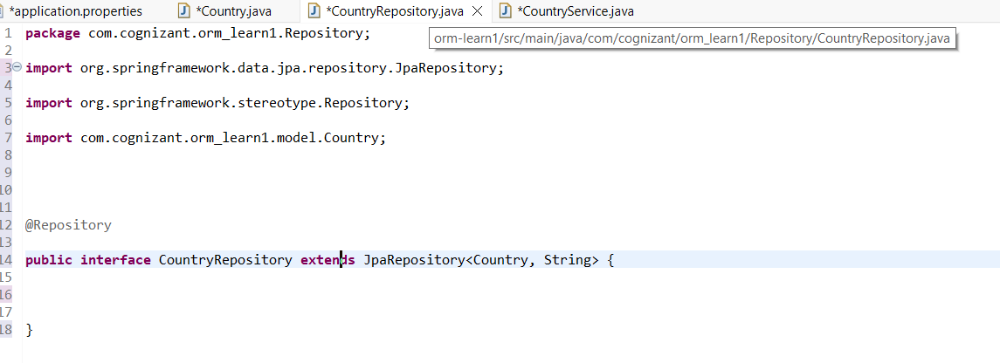 *application.properties *Country.java *CountryRepository.java *CountryService.java
1 package com.cognizant.orm_learn1.Repository;
orm-learn1/src/main/java/com/cognizant/orm_learn1/Repository/CountryRepository.java
2
3 import org.springframework.data.jpa.repository.JpaRepository;
4
5 import org.springframework.stereotype.Repository;
6
7 import com.cognizant.orm_learn1.model.Country;
8
9
10
11
12 @Repository
13
14 public interface CountryRepository extends JpaRepository<Country, String> {
15
16
17
18 }